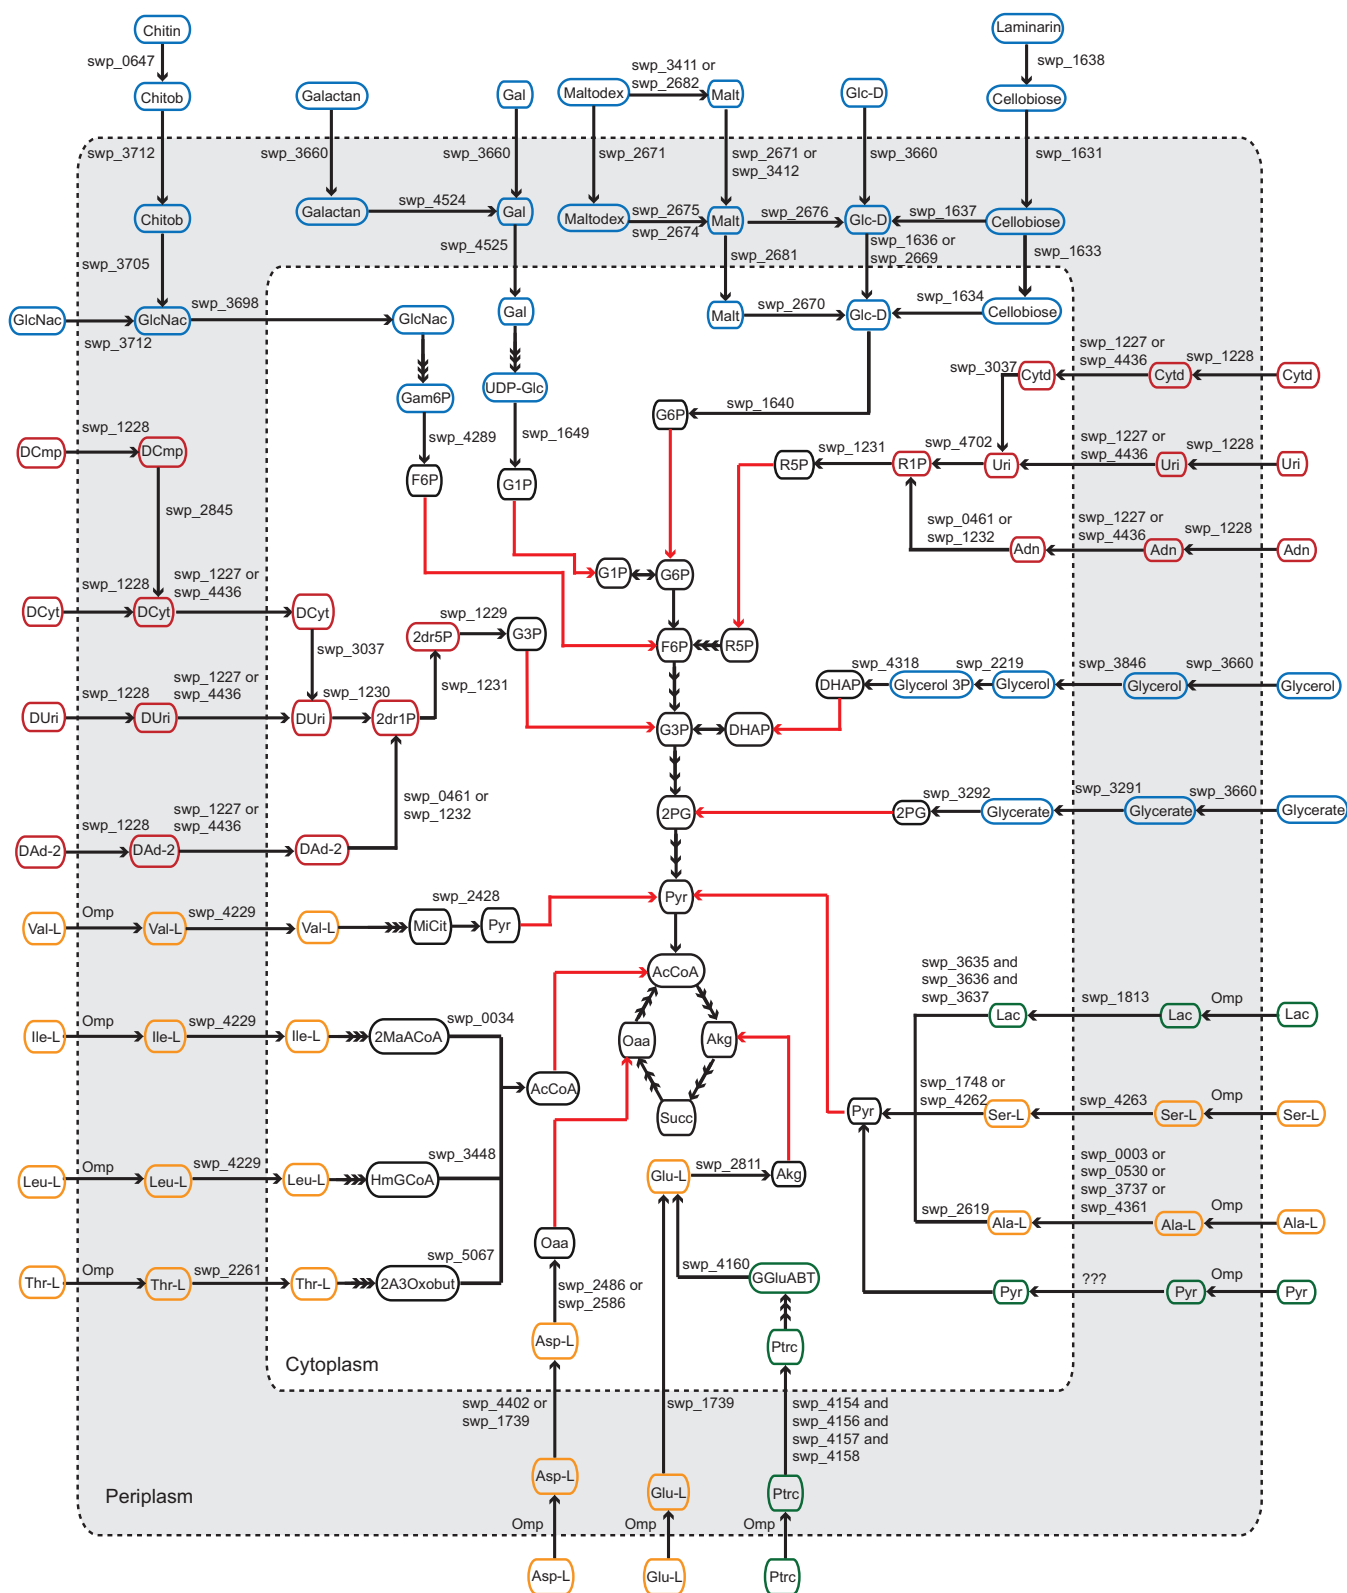 Chitin
Laminarin
swp_0647
swp_1638
swp_3411 or
swp_2682
Chitob
Galactan
Gal
Maltodex
Malt
Glc-D
Cellobiose
swp_3712
swp_3660
swp_3660
swp_2671
swp_2671 or
swp_3412
swp_3660
swp_1631
Chitob
Galactan
swp_4524
Gal
Maltodex
swp_2675
swp_2674
Malt
swp_2676
Glc-D
swp_1637
Cellobiose
swp_3705
swp_4525
swp_2681
swp_1636 or
swp_2669
swp_1633
GlcNac
swp_3712
GlcNac
swp_3698
GlcNac
Gal
Malt
swp_2670
Glc-D
swp_1634
Cellobiose
Gam6P
UDP-Glc
swp_3037
Cytd
swp_1227 or
swp_4436
Cytd
swp_1228
Cytd
swp_4289
swp_1649
G6P
swp_1640
DCmp
swp_1228
DCmp
F6P
G1P
R5P
swp_1231
R1P
swp_4702
Uri
swp_1227 or
swp_4436
Uri
swp_1228
Uri
swp_2845
swp_0461 or
swp_1232
Adn
swp_1227 or
swp_4436
Adn
swp_1228
Adn
G1P
G6P
DCyt
swp_1228
DCyt
swp_1227 or
swp_4436
DCyt
2dr5P
swp_1229
G3P
F6P
R5P
swp_3037
swp_1231
DHAP
swp_4318
Glycerol 3P
swp_2219
Glycerol
swp_3846
Glycerol
swp_3660
Glycerol
DUri
swp_1228
DUri
swp_1227 or
swp_4436
DUri
swp_1230
2dr1P
G3P
DHAP
swp_0461 or
swp_1232
2PG
2PG
swp_3292
Glycerate
swp_3291
Glycerate
swp_3660
Glycerate
DAd-2
swp_1228
DAd-2
swp_1227 or
swp_4436
DAd-2
Val-L
Omp
Val-L
swp_4229
Val-L
MiCit
swp_2428
Pyr
Pyr
AcCoA
swp_3635 and
swp_3636 and
swp_3637
Lac
swp_1813
Lac
Omp
Lac
Ile-L
Omp
Ile-L
swp_4229
Ile-L
2MaACoA
swp_0034
Oaa
Akg
AcCoA
Succ
Pyr
swp_1748 or
swp_4262
Ser-L
swp_4263
Ser-L
Omp
Ser-L
Leu-L
Omp
Leu-L
swp_4229
Leu-L
HmGCoA
swp_3448
Glu-L
swp_2811
Akg
swp_2619
Ala-L
swp_0003 or
swp_0530 or
swp_3737 or
swp_4361
Ala-L
Omp
Ala-L
Oaa
Thr-L
Omp
Thr-L
swp_2261
Thr-L
2A3Oxobut
swp_5067
swp_2486 or
swp_2586
swp_4160
GGluABT
Pyr
???
Pyr
Omp
Pyr
Asp-L
Ptrc
Cytoplasm
swp_4402 or
swp_1739
swp_1739
swp_4154 and
swp_4156 and
swp_4157 and
swp_4158
Asp-L
Glu-L
Ptrc
Periplasm
Omp
Omp
Omp
Asp-L
Glu-L
Ptrc